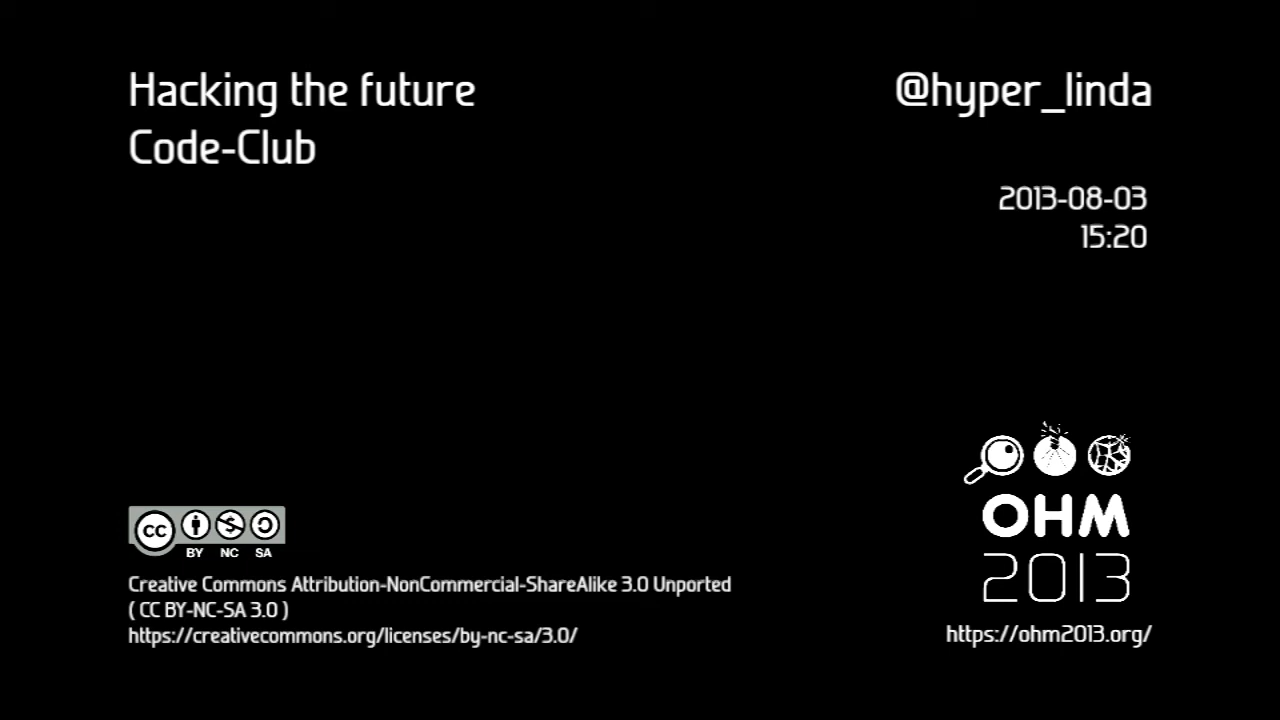 Hacking the future
Code-Club
@hyper_linda
2013-08-03
15:20
OHM
2013
https://ohm2013.org/
CC
BY NC SA
Creative Commons Attribution-NonCommercial-ShareAlike 3.0 Unported
( CC BY-NC-SA 3.0 )
https://creativecommons.org/licenses/by-nc-sa/3.0/